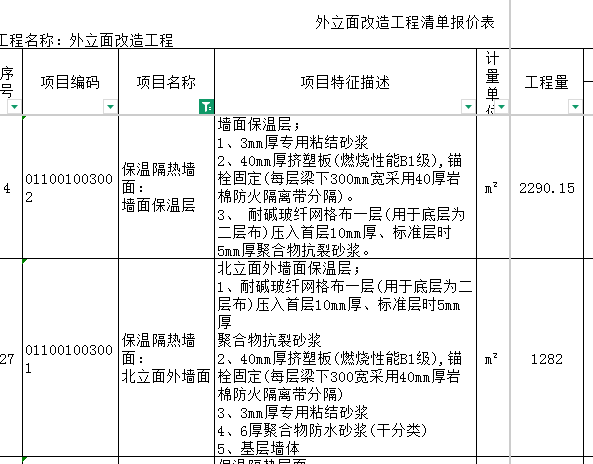 外立面改造工程清单报价表
工程名称：外立面改造工程
序号 项目编码 项目名称 项目特征描述 计量单位 工程量
4 011001003002 保温隔热墙面：墙面保温层
墙面保温层；
1、3mm厚专用粘结砂浆
2、40mm厚挤塑板(燃烧性能B1级),锚
栓固定(每层梁下300mm宽采用40厚岩
棉防火隔离带分隔)。
3、 耐碱玻纤网格布一层(用于底层为
二层布)压入首层10mm厚、标准层时
5mm厚聚合物抗裂砂浆。
m² 2290.15
27 011001003001 保温隔热墙面：北立面外墙面
北立面外墙面保温层；
1、耐碱玻纤网格布一层(用于底层为二
层布)压入首层10mm厚、标准层时5mm
厚
聚合物抗裂砂浆
2、40mm厚挤塑板(燃烧性能B1级),锚
栓固定(每层梁下300宽采用40mm厚岩
棉防火隔离带分隔)
3、3mm厚专用粘结砂浆
4、6厚聚合物防水砂浆(干分类)
5、基层墙体
m² 1282